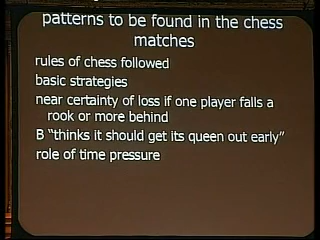 patterns to be found in the chess
matches
rules of chess followed
basic strategies
near certainty of loss if one player falls a
rook or more behind
B “thinks it should get its queen out early”
role of time pressure